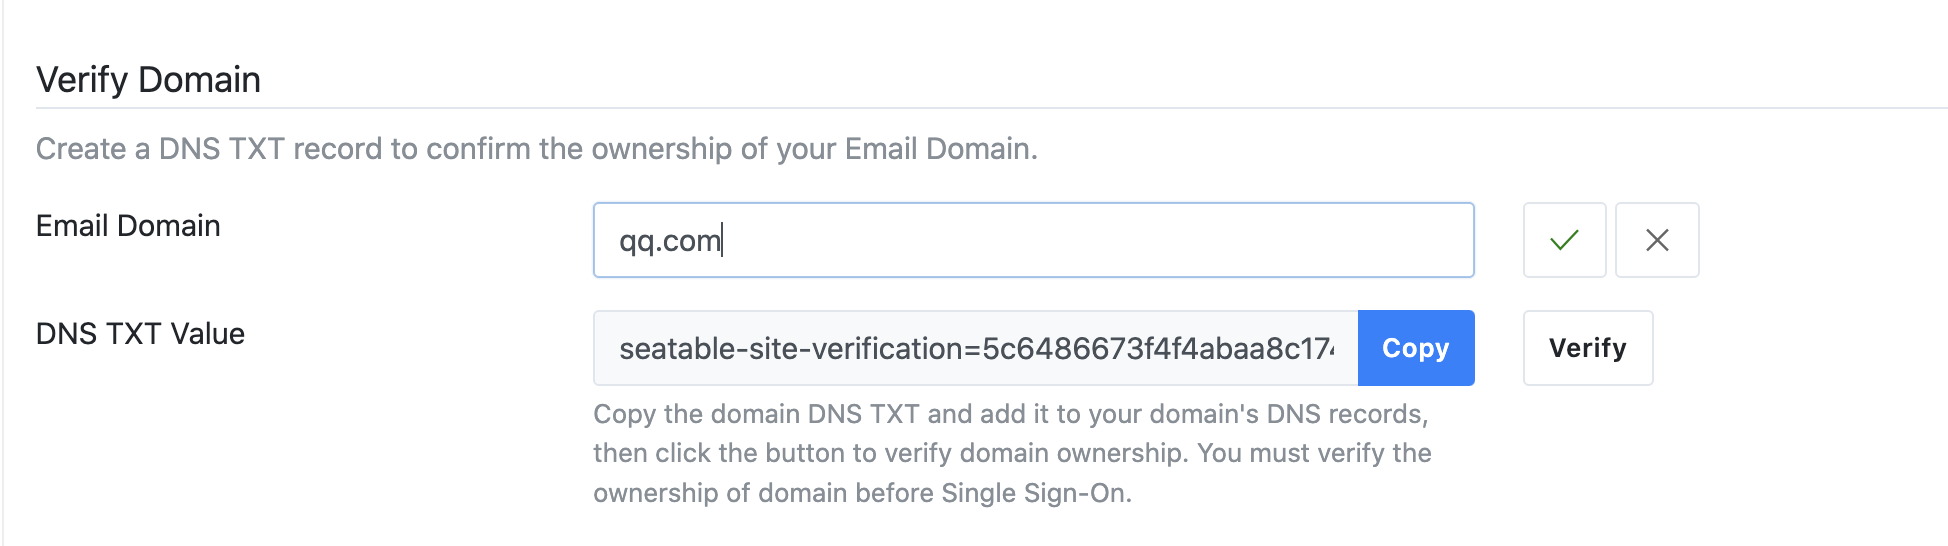 Verify Domain
Create a DNS TXT record to confirm the ownership of your Email Domain.
Email Domain
qq.com
DNS TXT Value
seatable-site-verification=5c6486673f4f4abaa8c17
Copy
Verify
Copy the domain DNS TXT and add it to your domain's DNS records,
then click the button to verify domain ownership. You must verify the
ownership of domain before Single Sign-On.